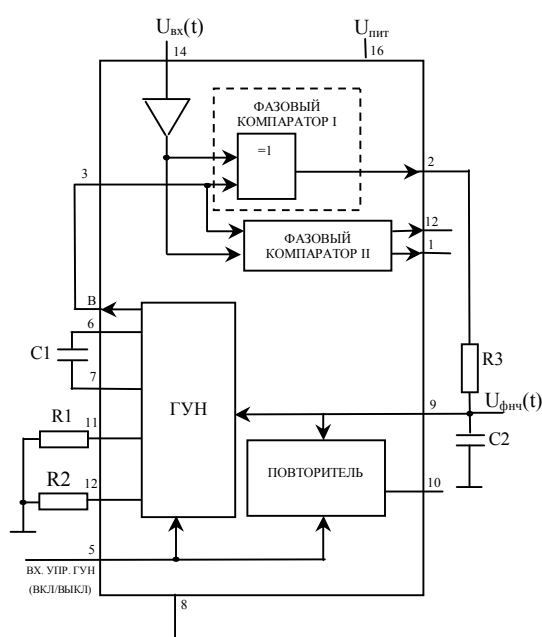 Uвх(t)
Uпит
14
16
ФАЗОВЫЙ
КОМПАРАТОР I
=1
3
2
12
ФАЗОВЫЙ
КОМПАРАТОР II
1
В
6
C1
7
ГУН
R3
9
Uфнч(t)
R1
11
C2
ПОВТОРИТЕЛЬ
R2
12
10
5
ВХ. УПР. ГУН
(ВКЛ/ВЫКЛ)
8